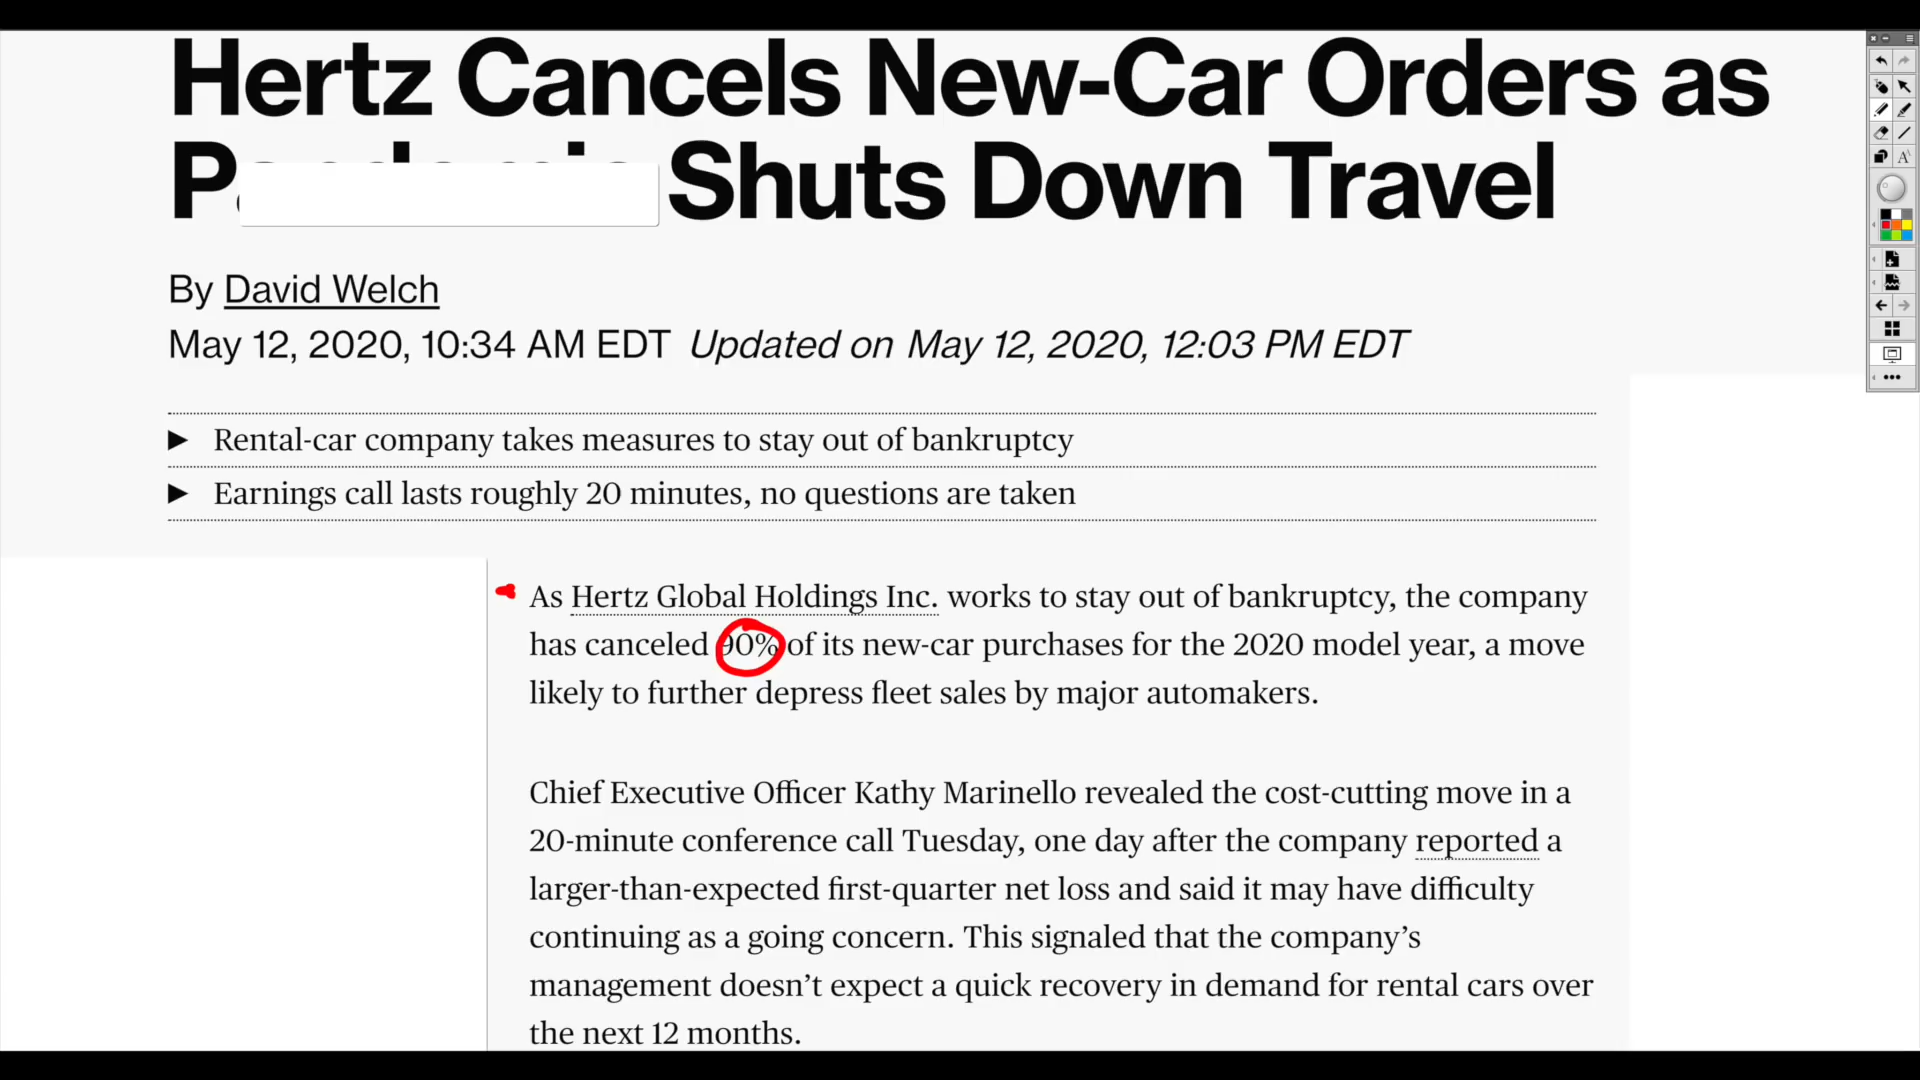 Hertz Cancels New-Car Orders as
Shuts Down Travel
By David Welch
May 12, 2020, 10:34 AM EDT Updated on May 12, 2020, 12:03 PM EDT
Rental-car company takes measures to stay out of bankruptcy
Earnings call lasts roughly 20 minutes, no questions are taken
As Hertz Global Holdings Inc. works to stay out of bankruptcy, the company
has canceled 90% of its new-car purchases for the 2020 model year, a move
likely to further depress fleet sales by major automakers.
Chief Executive Officer Kathy Marinello revealed the cost-cutting move in a
20-minute conference call Tuesday, one day after the company reported a
larger-than-expected first-quarter net loss and said it may have difficulty
continuing as a going concern. This signaled that the company’s
management doesn’t expect a quick recovery in demand for rental cars over
the next 12 months.